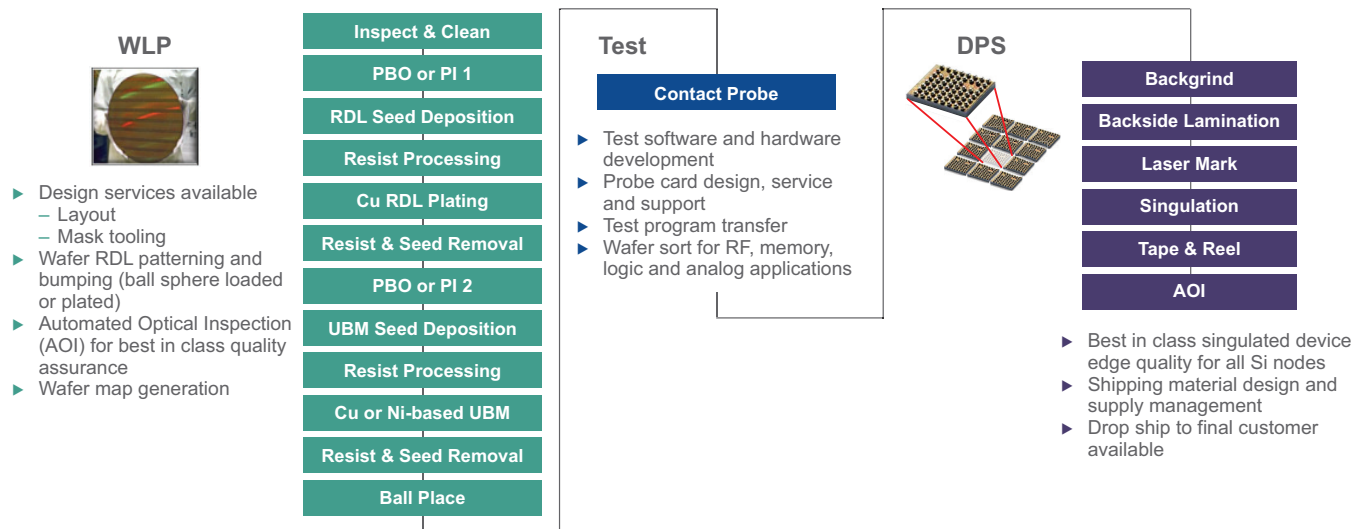 WLP
▶ Design services available
– Layout
– Mask tooling
▶ Wafer RDL patterning and
bumping (ball sphere loaded
or plated)
▶ Automated Optical Inspection
(AOI) for best in class quality
assurance
▶ Wafer map generation
Inspect & Clean
PBO or PI 1
RDL Seed Deposition
Resist Processing
Cu RDL Plating
Resist & Seed Removal
PBO or PI 2
UBM Seed Deposition
Resist Processing
Cu or Ni-based UBM
Resist & Seed Removal
Ball Place
Test
Contact Probe
▶ Test software and hardware
development
▶ Probe card design, service
and support
▶ Test program transfer
▶ Wafer sort for RF, memory,
logic and analog applications
DPS
Backgrind
Backside Lamination
Laser Mark
Singulation
Tape & Reel
AOI
▶ Best in class singulated device
edge quality for all Si nodes
▶ Shipping material design and
supply management
▶ Drop ship to final customer
available